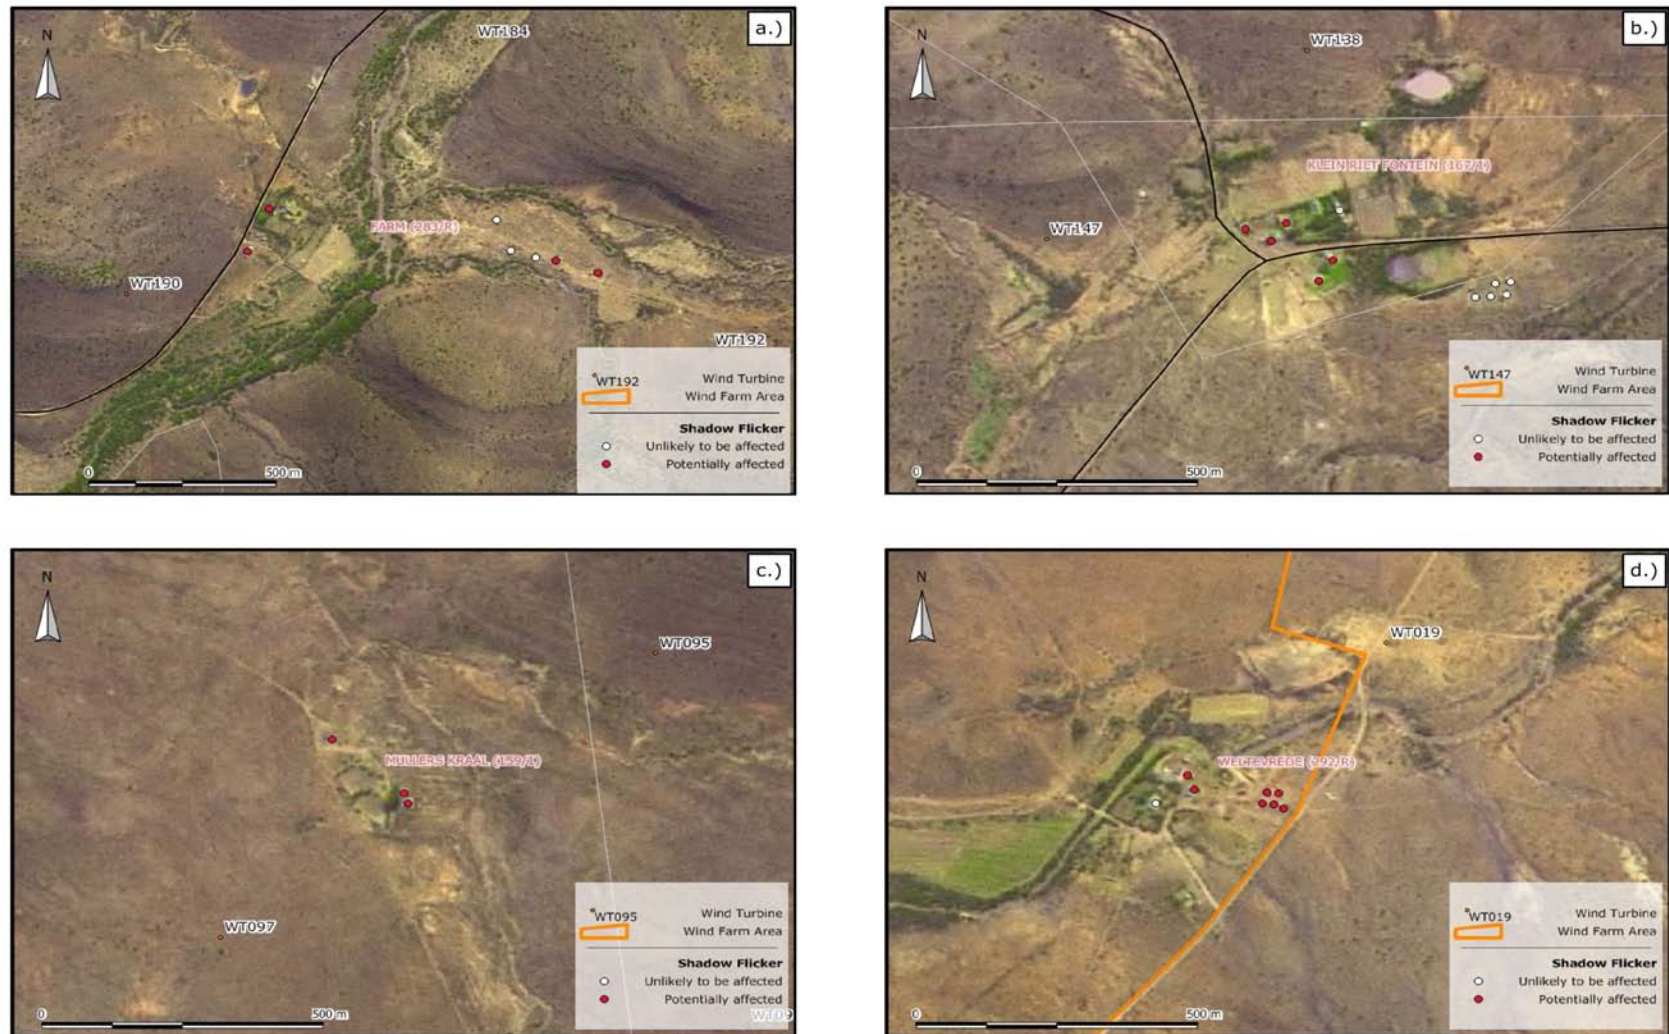 a.)
N
WT184
FARM (283/R)
WT190
WT192
WT192 Wind Turbine
Wind Farm Area
Shadow Flicker
Unlikely to be affected
Potentially affected
0 500 m
b.)
N
WT138
KLEIN RIET FONTEIN (167/1)
WT147
WT147 Wind Turbine
Wind Farm Area
Shadow Flicker
Unlikely to be affected
Potentially affected
0 500 m
c.)
N
WT095
MULLERS KRAAL (159/1)
WT097
WT095 Wind Turbine
Wind Farm Area
Shadow Flicker
Unlikely to be affected
Potentially affected
0 500 m
d.)
N
WT019
WELTEVREDE (292/R)
WT019 Wind Turbine
Wind Farm Area
Shadow Flicker
Unlikely to be affected
Potentially affected
0 500 m